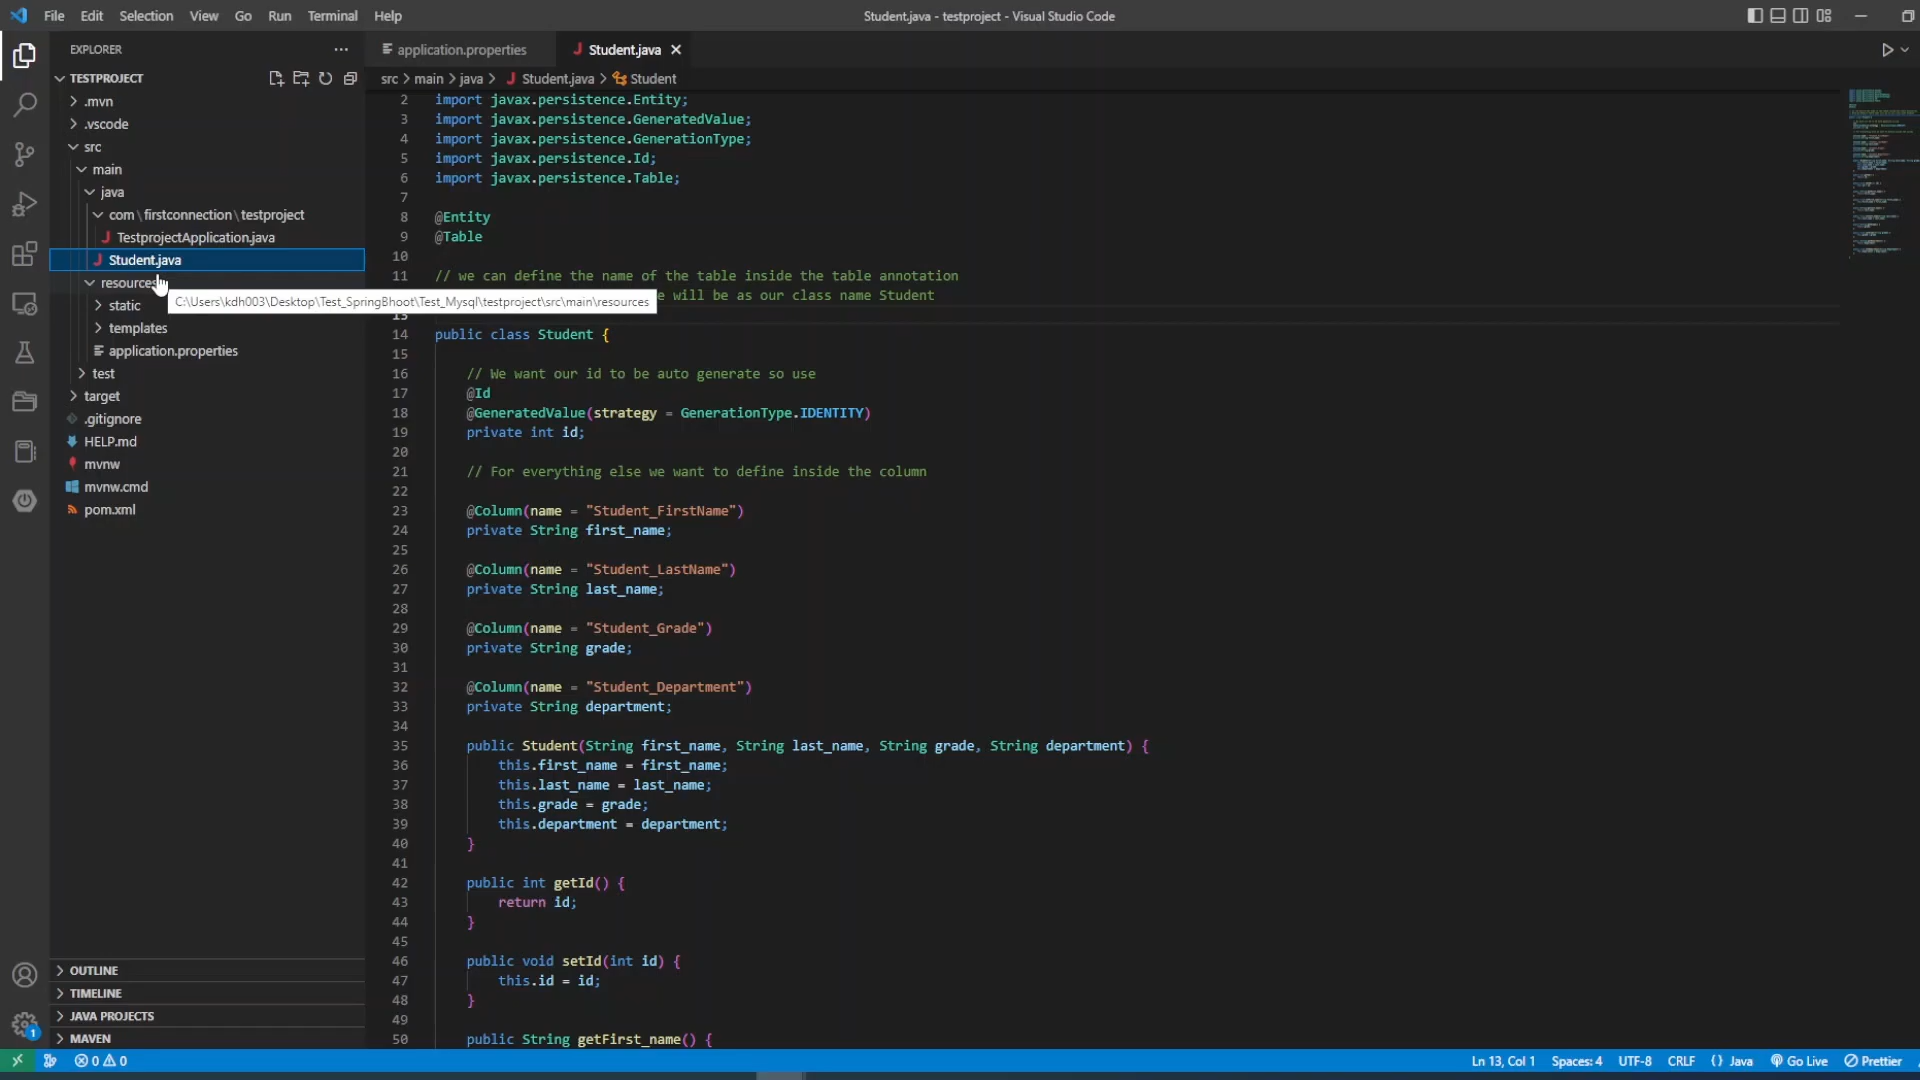 File Edit Selection View Go Run Terminal Help
Student.java - testproject - Visual Studio Code
EXPLORER
TESTPROJECT
.mvn
.vscode
src
main
java
com \ firstconnection \ testproject
TestprojectApplication.java
Student.java
resources
C:\Users\kdh003\Desktop\Test_SpringBhoot\Test_Mysql\testproject\src\main\resources
static
templates
application.properties
test
target
.gitignore
HELP.md
mvnw
mvnw.cmd
pom.xml
OUTLINE
TIMELINE
JAVA PROJECTS
MAVEN
application.properties Student.java
src > main > java > Student.java > Student
2 import javax.persistence.Entity;
3 import javax.persistence.GeneratedValue;
4 import javax.persistence.GenerationType;
5 import javax.persistence.Id;
6 import javax.persistence.Table;
7
8 @Entity
9 @Table
10
11 // we can define the name of the table inside the table annotation
will be as our class name Student
13
14 public class Student {
15
16 // We want our id to be auto generate so use
17 @Id
18 @GeneratedValue(strategy = GenerationType.IDENTITY)
19 private int id;
20
21 // For everything else we want to define inside the column
22
23 @Column(name = "Student_FirstName")
24 private String first_name;
25
26 @Column(name = "Student_LastName")
27 private String last_name;
28
29 @Column(name = "Student_Grade")
30 private String grade;
31
32 @Column(name = "Student_Department")
33 private String department;
34
35 public Student(String first_name, String last_name, String grade, String department) {
36 this.first_name = first_name;
37 this.last_name = last_name;
38 this.grade = grade;
39 this.department = department;
40 }
41
42 public int getId() {
43 return id;
44 }
45
46 public void setId(int id) {
47 this.id = id;
48 }
49
50 public String getFirst_name() {
1
0 0
Ln 13, Col 1 Spaces: 4 UTF-8 CRLF {} Java Go Live Prettier